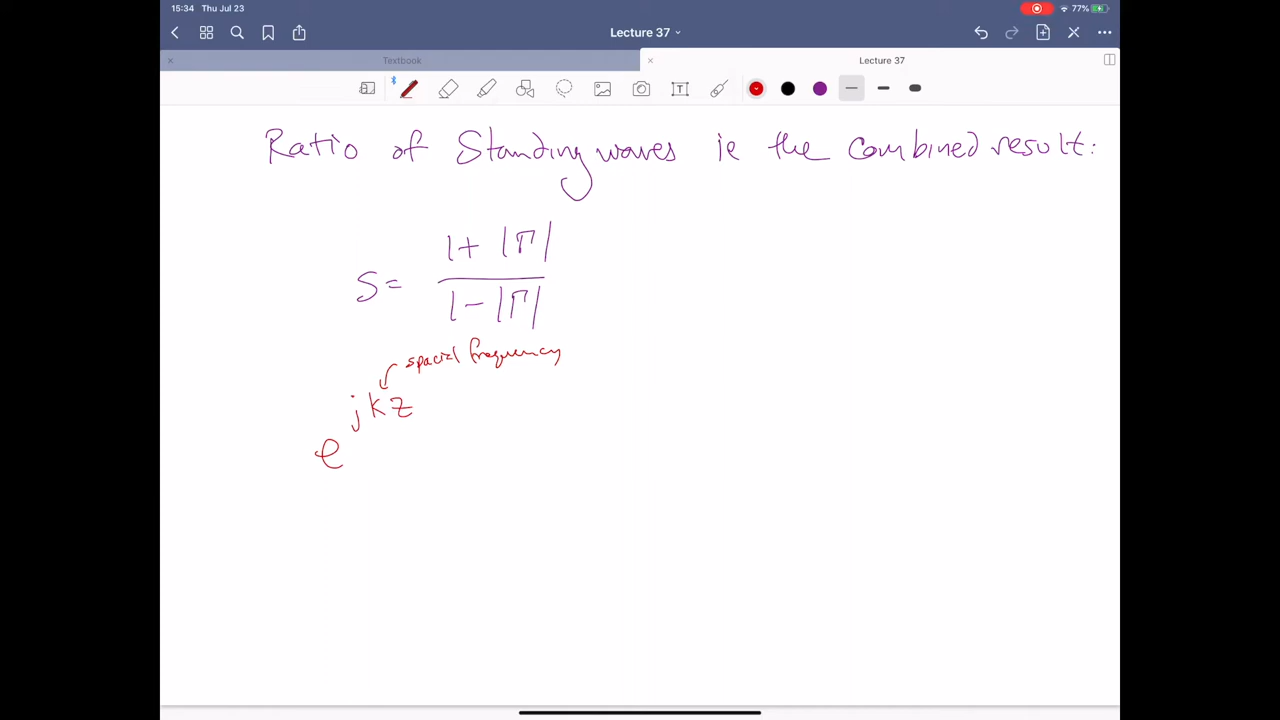 15:34 Thu Jul 23
77%
Lecture 37
Textbook
Lecture 37
T
Ratio of Standing waves ie the combined result:
S = 1 + |Γ|
1 - |Γ|
spacial frequency
e^jkz